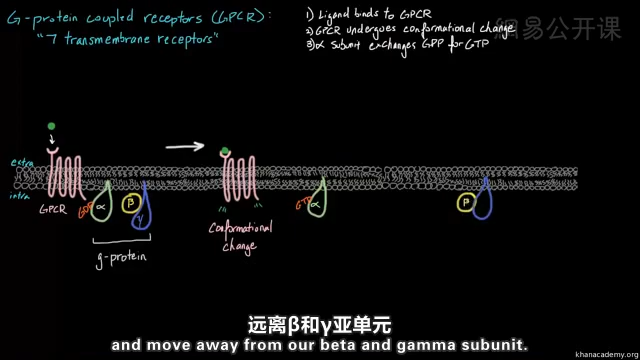 G-protein coupled receptors (GPCR):
"7 transmembrane receptors"
1) Ligand binds to GPCR
2) GPCR undergoes conformational change
3) α subunit exchanges GPP for GTP
網易公开课
extra
intra
GPCR
GDP
α
β
γ
g-protein
Conformational
Change
GTP
α
β
远离β和γ亚单元
and move away from our beta and gamma subunit.
khanacademy.org